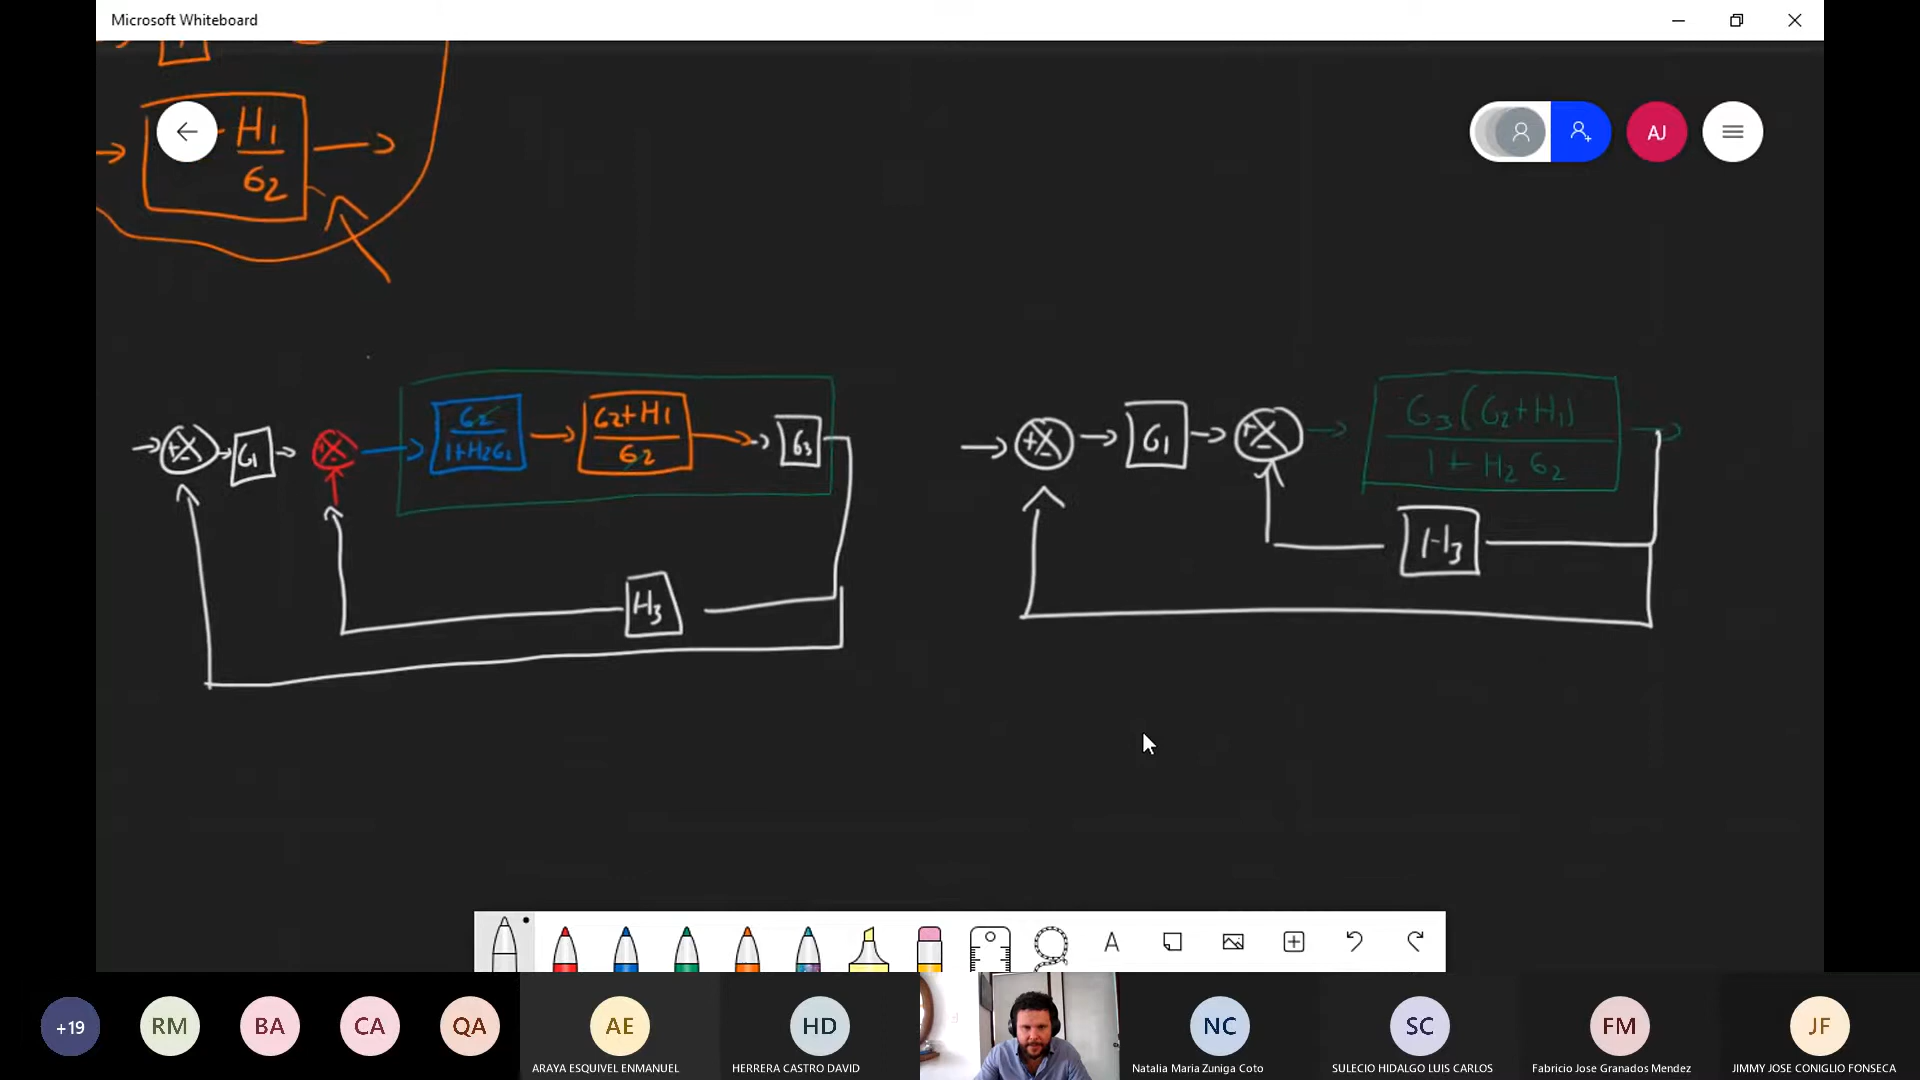 Microsoft Whiteboard
H1
G2
AJ
+ -
G1
+ -
G2
1+H2G1
G2+H1
G2
G3
H3
+ -
G1
+ -
G3(G2+H1)
1+H2G2
H3
A
+19
RM
BA
CA
QA
AE
ARAYA ESQUIVEL ENMANUEL
HD
HERRERA CASTRO DAVID
NC
Natalia Maria Zuniga Coto
SC
SULECIO HIDALGO LUIS CARLOS
FM
Fabricio Jose Granados Mendez
JF
JIMMY JOSE CONIGLIO FONSECA